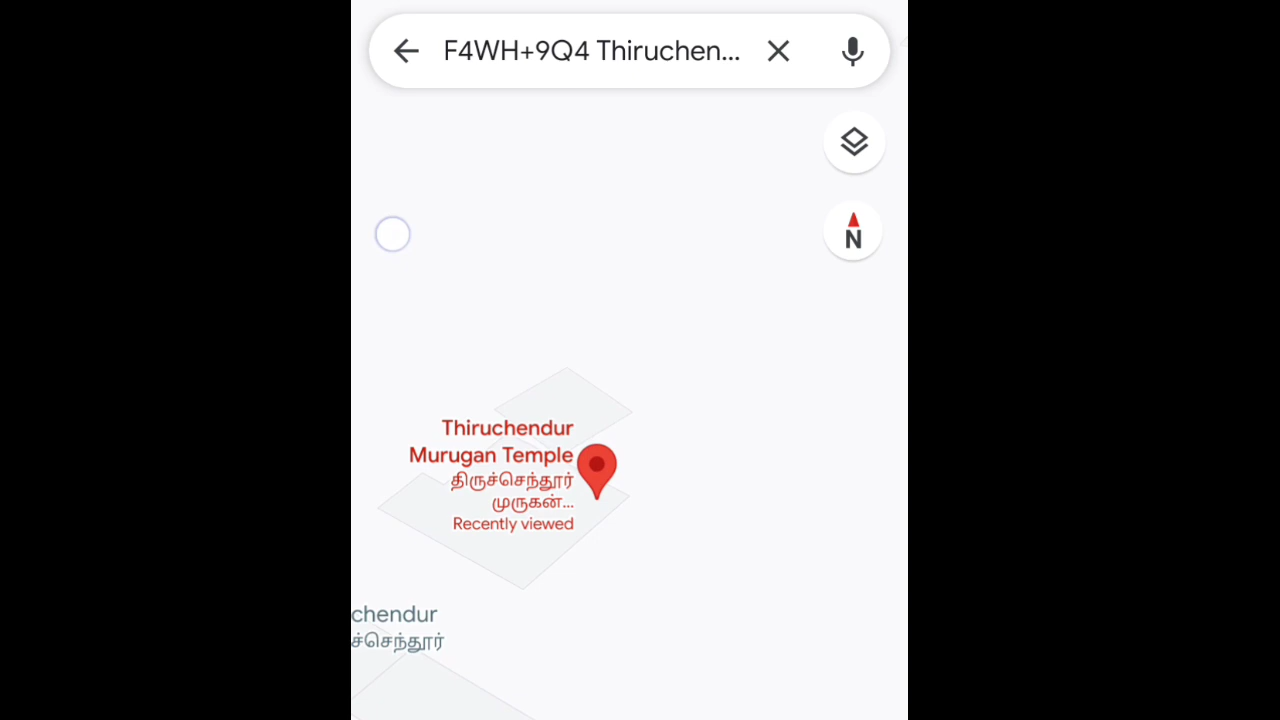 F4WH+9Q4 Thiruchen...
N
Thiruchendur
Murugan Temple
திருச்செந்தூர்
முருகன்...
Recently viewed
chendur
ச்செந்தூர்